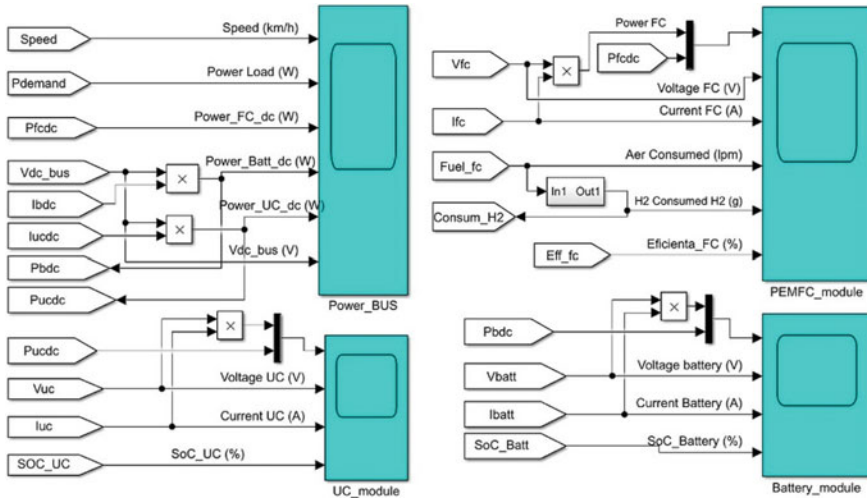 Speed
Speed (km/h)
Pdemand
Power Load (W)
Pfcdc
Power_FC_dc (W)
Vdc_bus
×
Power_Batt_dc (W)
Ibdc
Iucdc
×
Power_UC_dc (W)
Vdc_bus (V)
Pbdc
Pucdc
Power_BUS
Pucdc
×
Vuc
Voltage UC (V)
Iuc
Current UC (A)
SOC_UC
SoC_UC (%)
UC_module
Power FC
Vfc
×
Pfcdc
Voltage FC (V)
Ifc
Current FC (A)
Fuel_fc
Aer Consumed (lpm)
In1 Out1
H2 Consumed H2 (g)
Consum_H2
Eff_fc
Eficienta_FC (%)
PEMFC_module
Pbdc
×
Vbatt
Voltage battery (V)
Ibatt
Current Battery (A)
SoC_Batt
SoC_Battery (%)
Battery_module